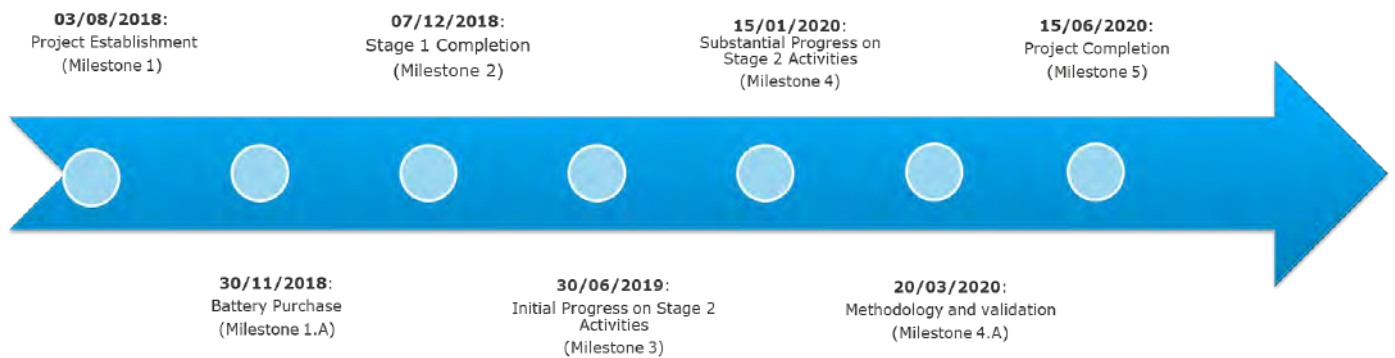 03/08/2018:
Project Establishment
(Milestone 1)
07/12/2018:
Stage 1 Completion
(Milestone 2)
15/01/2020:
Substantial Progress on
Stage 2 Activities
(Milestone 4)
15/06/2020:
Project Completion
(Milestone 5)
30/11/2018:
Battery Purchase
(Milestone 1.A)
30/06/2019:
Initial Progress on Stage 2
Activities
(Milestone 3)
20/03/2020:
Methodology and validation
(Milestone 4.A)